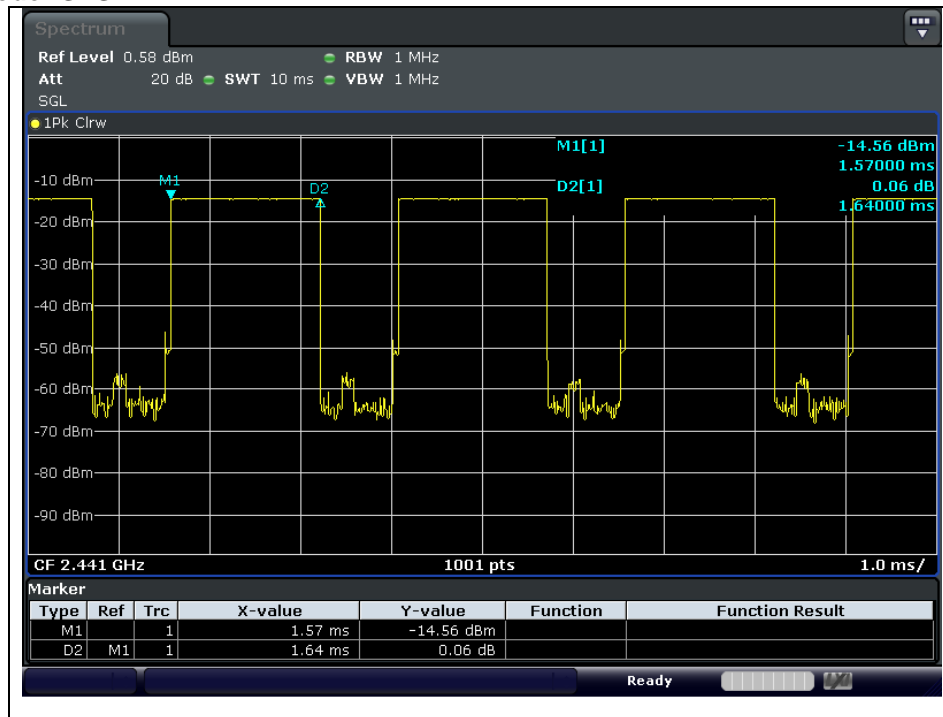 Spectrum
Ref Level 0.58 dBm RBW 1 MHz
Att 20 dB SWT 10 ms VBW 1 MHz
SGL
1Pk Clrw
M1[1] -14.56 dBm
1.57000 ms
D2[1] 0.06 dB
1.64000 ms
M1
D2
-10 dBm
-20 dBm
-30 dBm
-40 dBm
-50 dBm
-60 dBm
-70 dBm
-80 dBm
-90 dBm
CF 2.441 GHz 1001 pts 1.0 ms/
Marker
Type Ref Trc X-value Y-value Function Function Result
M1 1 1.57 ms -14.56 dBm
D2 M1 1 1.64 ms 0.06 dB
Ready